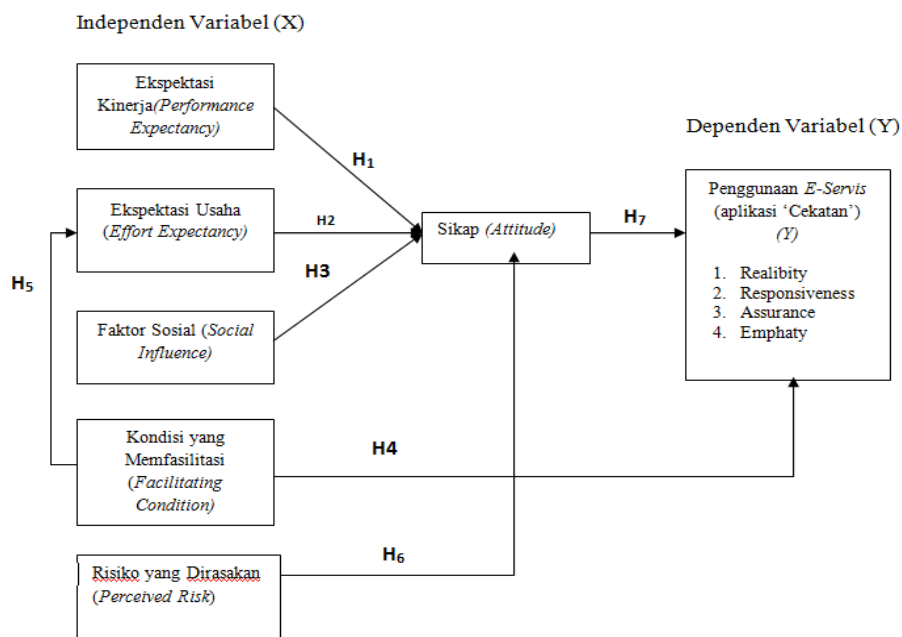 Independen Variabel (X)
Ekspektasi
Kinerja(Performance
Expectancy)
Dependen Variabel (Y)
H1
Penggunaan E-Servis
(aplikasi ‘Cekatan’)
(Y)
1. Realibity
2. Responsiveness
3. Assurance
4. Emphaty
Ekspektasi Usaha
(Effort Expectancy)
H2
Sikap (Attitude)
H7
H3
H5
Faktor Sosial (Social
Influence)
Kondisi yang
Memfasilitasi
(Facilitating
Condition)
H4
H6
Risiko yang Dirasakan
(Perceived Risk)